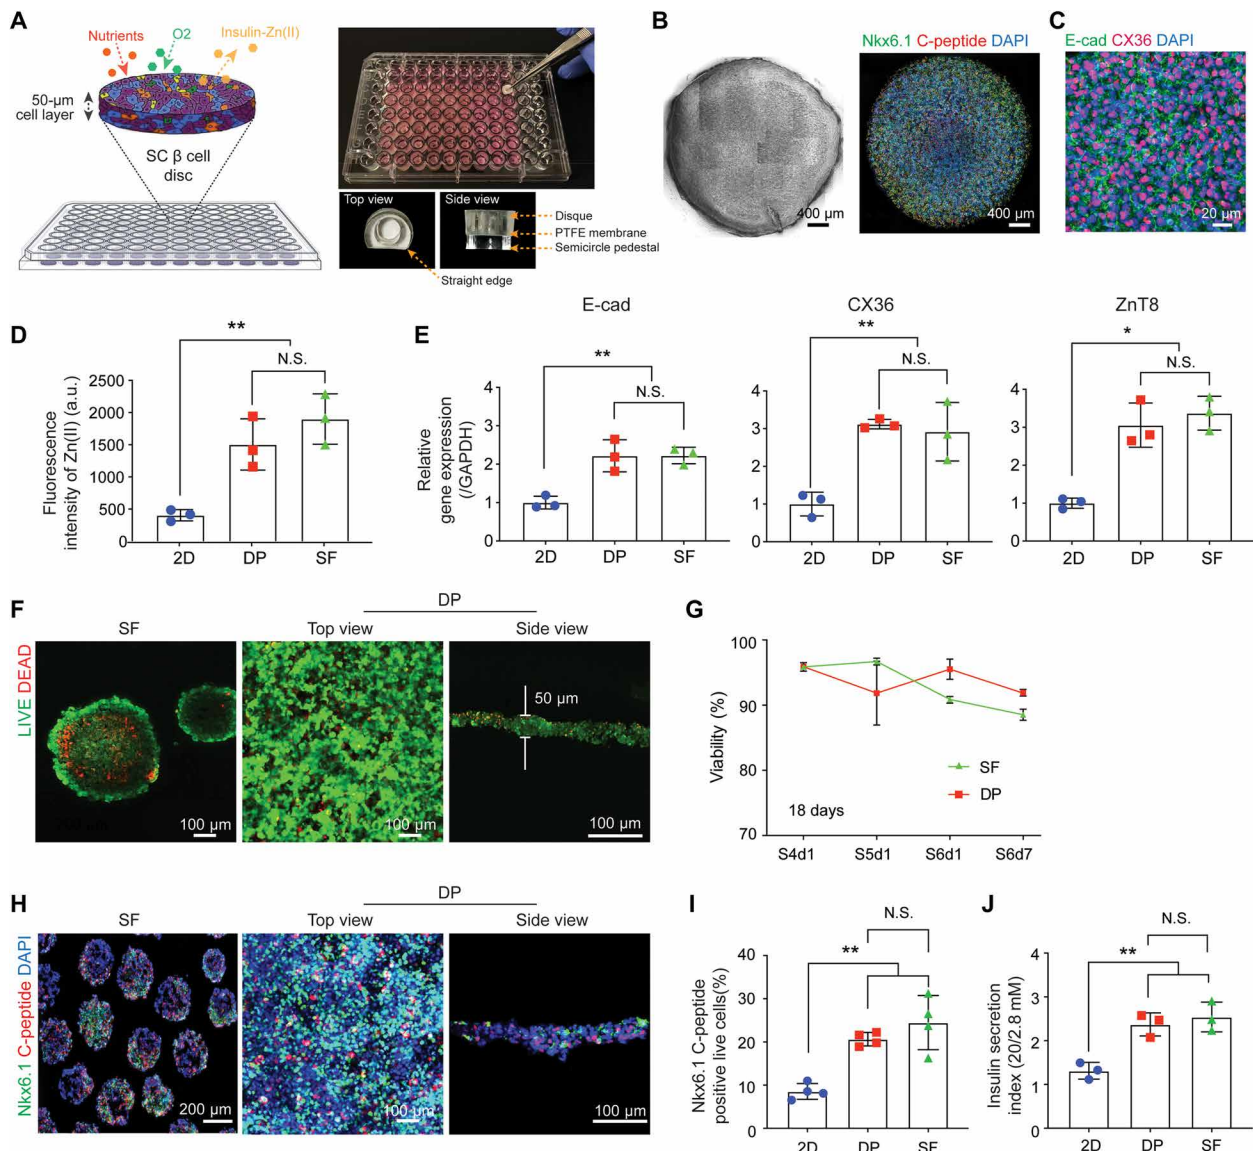 A
Nutrients
O2
Insulin-Zn(II)
50-μm
cell layer
SC β cell
disc
Top view
Side view
Disque
PTFE membrane
Semicircle pedestal
Straight edge
B
Nkx6.1 C-peptide DAPI
400 μm
400 μm
C
E-cad CX36 DAPI
20 μm
D
**
N.S.
Fluorescence
intensity of Zn(II) (a.u.)
2500
2000
1500
1000
500
0
2D
DP
SF
E
E-cad
**
N.S.
Relative
gene expression
(/GAPDH)
4
3
2
1
0
2D
DP
SF
CX36
**
N.S.
4
3
2
1
0
2D
DP
SF
ZnT8
*
N.S.
4
3
2
1
0
2D
DP
SF
F
DP
SF
Top view
Side view
LIVE DEAD
50 μm
100 μm
100 μm
100 μm
G
Viability (%)
100
90
80
70
SF
DP
18 days
S4d1
S5d1
S6d1
S6d7
H
DP
SF
Top view
Side view
Nkx6.1 C-peptide DAPI
200 μm
100 μm
100 μm
I
N.S.
**
Nkx6.1 C-peptide
positive live cells(%)
40
30
20
10
0
2D
DP
SF
J
N.S.
**
Insulin secretion
index (20/2.8 mM)
4
3
2
1
0
2D
DP
SF